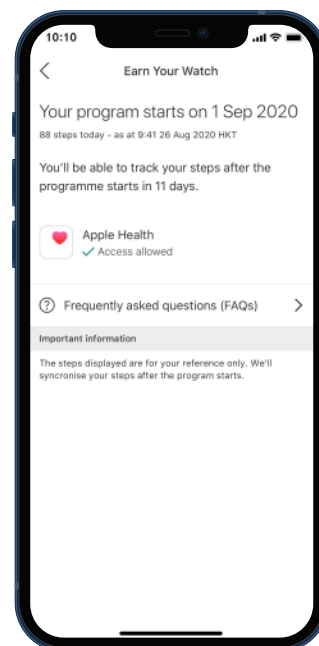 10:10
Earn Your Watch
Your program starts on 1 Sep 2020
88 steps today - as at 9:41 26 Aug 2020 HKT
You'll be able to track your steps after the
programme starts in 11 days.
Apple Health
Access allowed
Frequently asked questions (FAQs)
Important information
The steps displayed are for your reference only. We'll
syncronise your steps after the program starts.